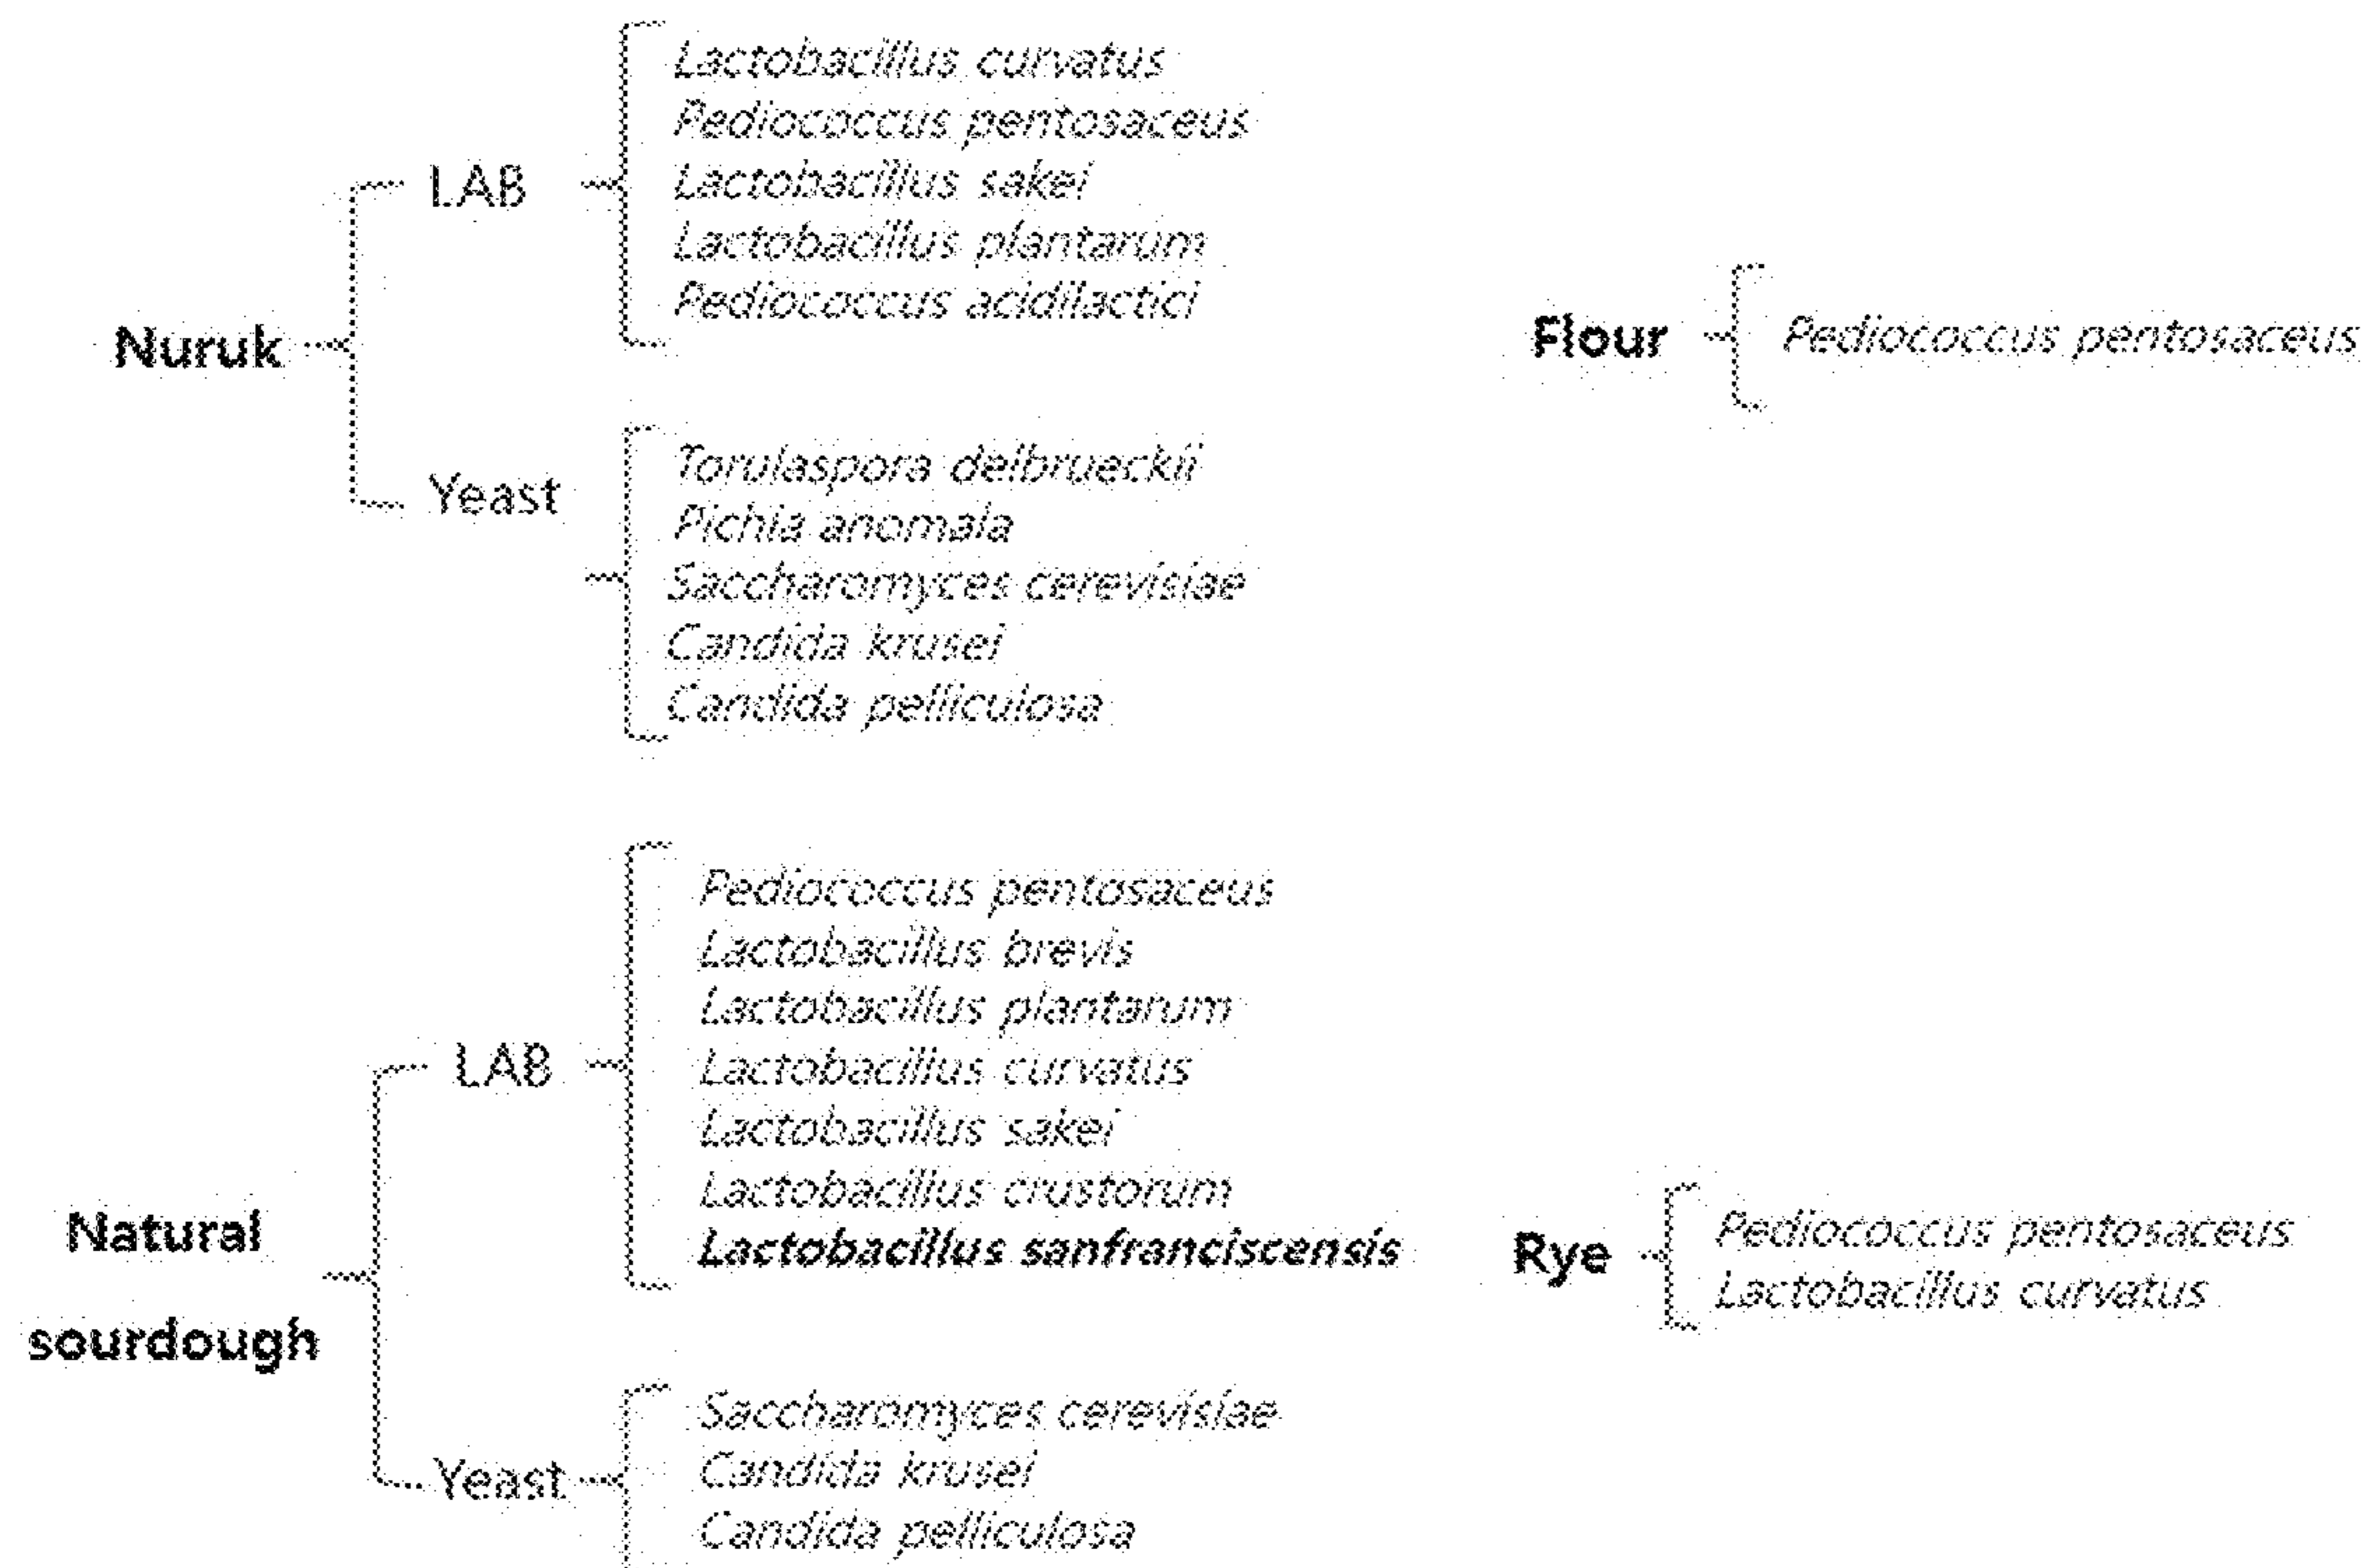 Nuruk
LAB
Lactobacillus curvatus
Pediococcus pentosaceus
Lactobacillus sakei
Lactobacillus plantarum
Pediococcus acidilactici
Yeast
Torulaspora delbrueckii
Pichia anomala
Saccharomyces cerevisiae
Candida krusei
Candida pelliculosa
Flour
Pediococcus pentosaceus
Natural
sourdough
LAB
Pediococcus pentosaceus
Lactobacillus brevis
Lactobacillus plantarum
Lactobacillus curvatus
Lactobacillus sakei
Lactobacillus crustorum
Lactobacillus sanfranciscensis
Yeast
Saccharomyces cerevisiae
Candida krusei
Candida pelliculosa
Rye
Pediococcus pentosaceus
Lactobacillus curvatus